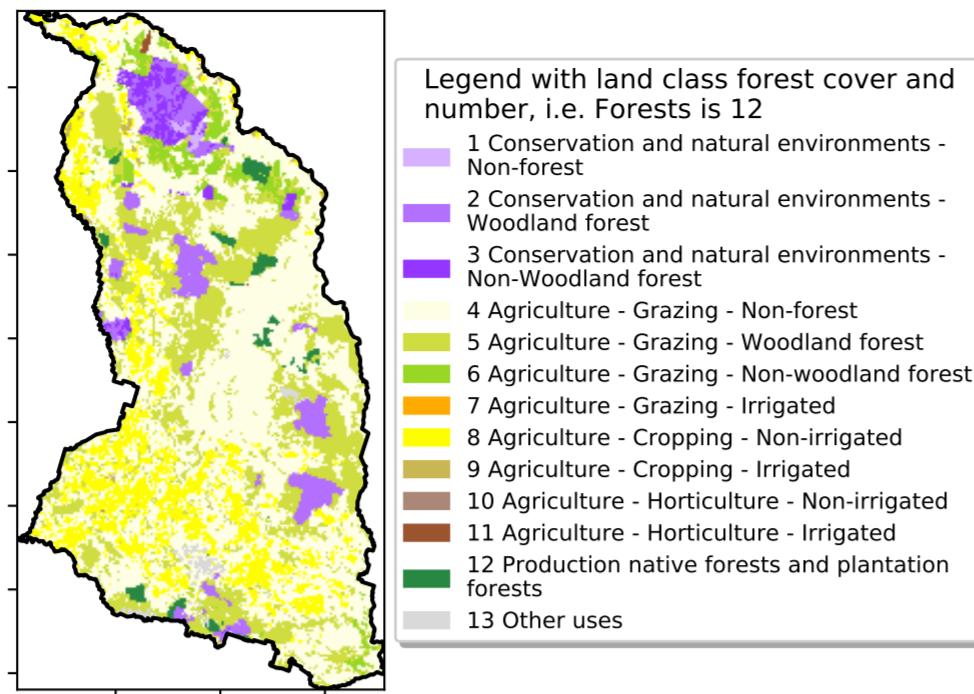 Legend with land class forest cover and
number, i.e. Forests is 12
1 Conservation and natural environments -
Non-forest
2 Conservation and natural environments -
Woodland forest
3 Conservation and natural environments -
Non-Woodland forest
4 Agriculture - Grazing - Non-forest
5 Agriculture - Grazing - Woodland forest
6 Agriculture - Grazing - Non-woodland forest
7 Agriculture - Grazing - Irrigated
8 Agriculture - Cropping - Non-irrigated
9 Agriculture - Cropping - Irrigated
10 Agriculture - Horticulture - Non-irrigated
11 Agriculture - Horticulture - Irrigated
12 Production native forests and plantation
forests
13 Other uses